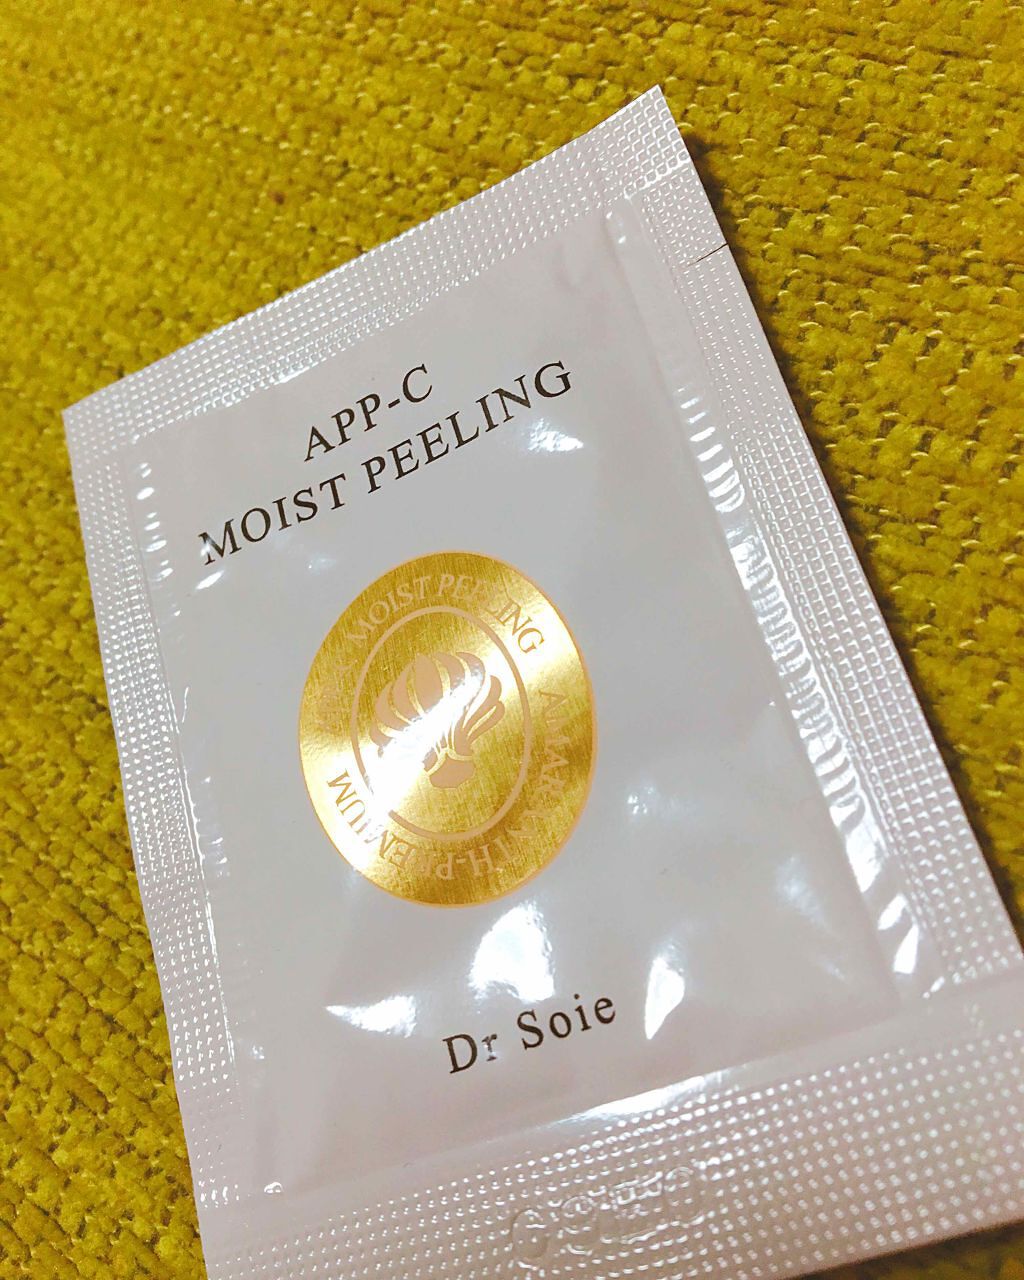 APP-C
MOIST PEELING
MOIST PEELING
AMARANTH-PREMIUM
Dr Soie